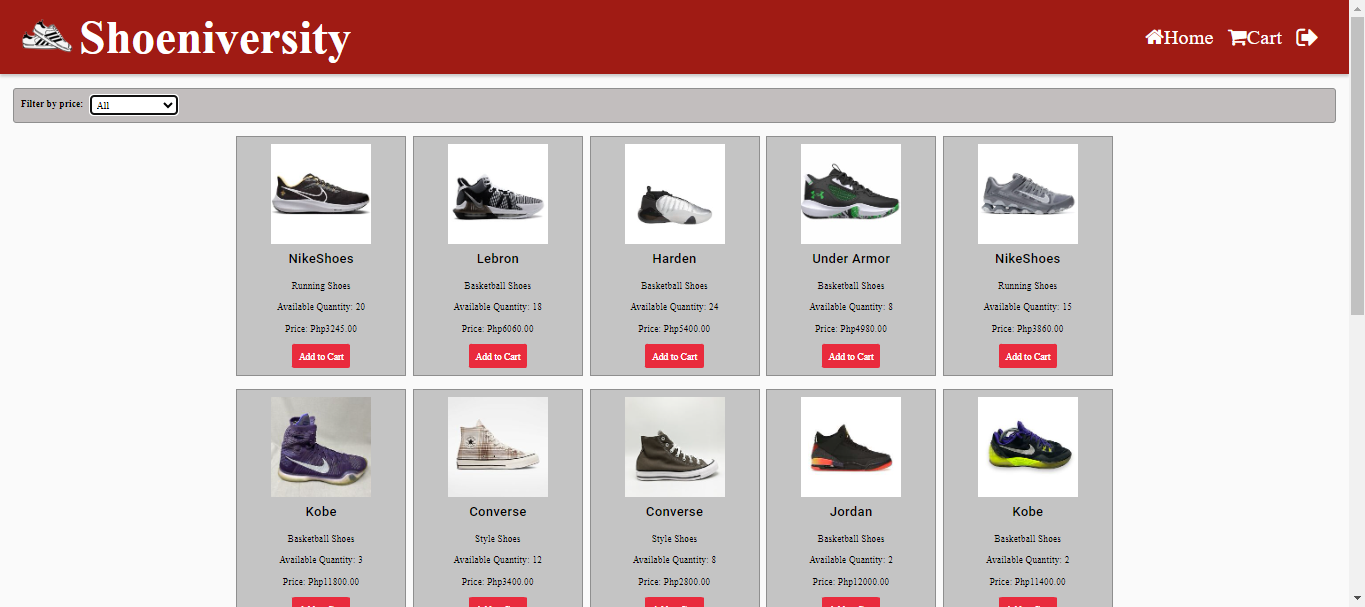 Shoeniversity
Home Cart
Filter by price: All
NikeShoes
Running Shoes
Available Quantity: 20
Price: Php3245.00
Add to Cart
Lebron
Basketball Shoes
Available Quantity: 18
Price: Php6060.00
Add to Cart
Harden
Basketball Shoes
Available Quantity: 24
Price: Php5400.00
Add to Cart
Under Armor
Basketball Shoes
Available Quantity: 8
Price: Php4980.00
Add to Cart
NikeShoes
Running Shoes
Available Quantity: 15
Price: Php3860.00
Add to Cart
Kobe
Basketball Shoes
Available Quantity: 3
Price: Php11800.00
Converse
Style Shoes
Available Quantity: 12
Price: Php3400.00
Converse
Style Shoes
Available Quantity: 8
Price: Php2800.00
Jordan
Basketball Shoes
Available Quantity: 2
Price: Php12000.00
Kobe
Basketball Shoes
Available Quantity: 2
Price: Php11400.00